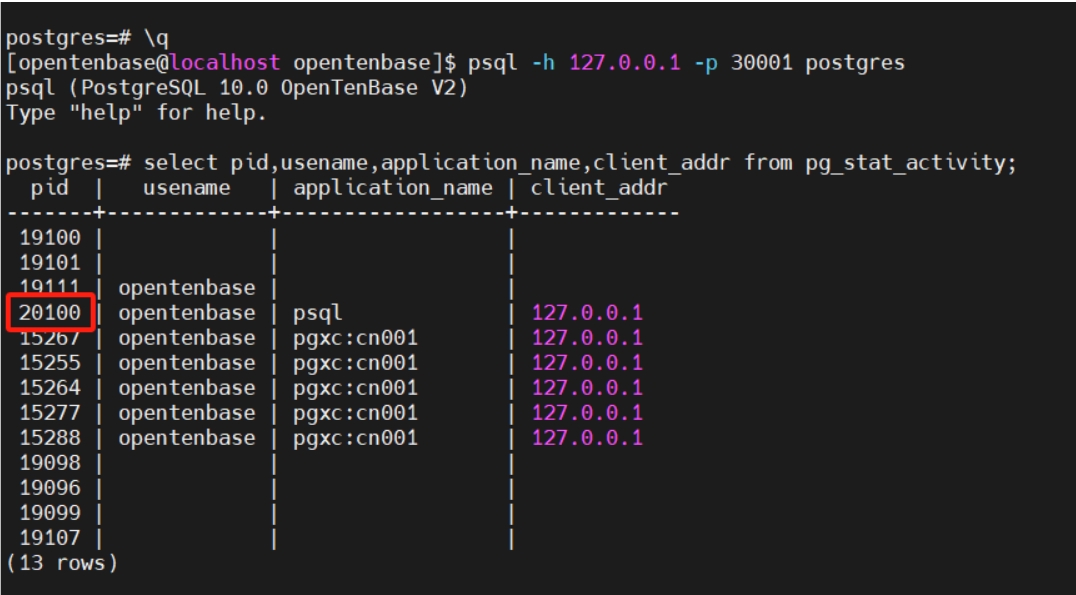 postgres=# \q
[opentenbase@localhost opentenbase]$ psql -h 127.0.0.1 -p 30001 postgres
psql (PostgreSQL 10.0 OpenTenBase V2)
Type "help" for help.

postgres=# select pid,usename,application_name,client_addr from pg_stat_activity;
  pid  |   usename   | application_name | client_addr
-------+-------------+------------------+-------------
 19100 |             |                  |
 19101 |             |                  |
 19111 | opentenbase |                  |
 20100 | opentenbase | psql             | 127.0.0.1
 15267 | opentenbase | pgxc:cn001       | 127.0.0.1
 15255 | opentenbase | pgxc:cn001       | 127.0.0.1
 15264 | opentenbase | pgxc:cn001       | 127.0.0.1
 15277 | opentenbase | pgxc:cn001       | 127.0.0.1
 15288 | opentenbase | pgxc:cn001       | 127.0.0.1
 19098 |             |                  |
 19096 |             |                  |
 19099 |             |                  |
 19107 |             |                  |
(13 rows)